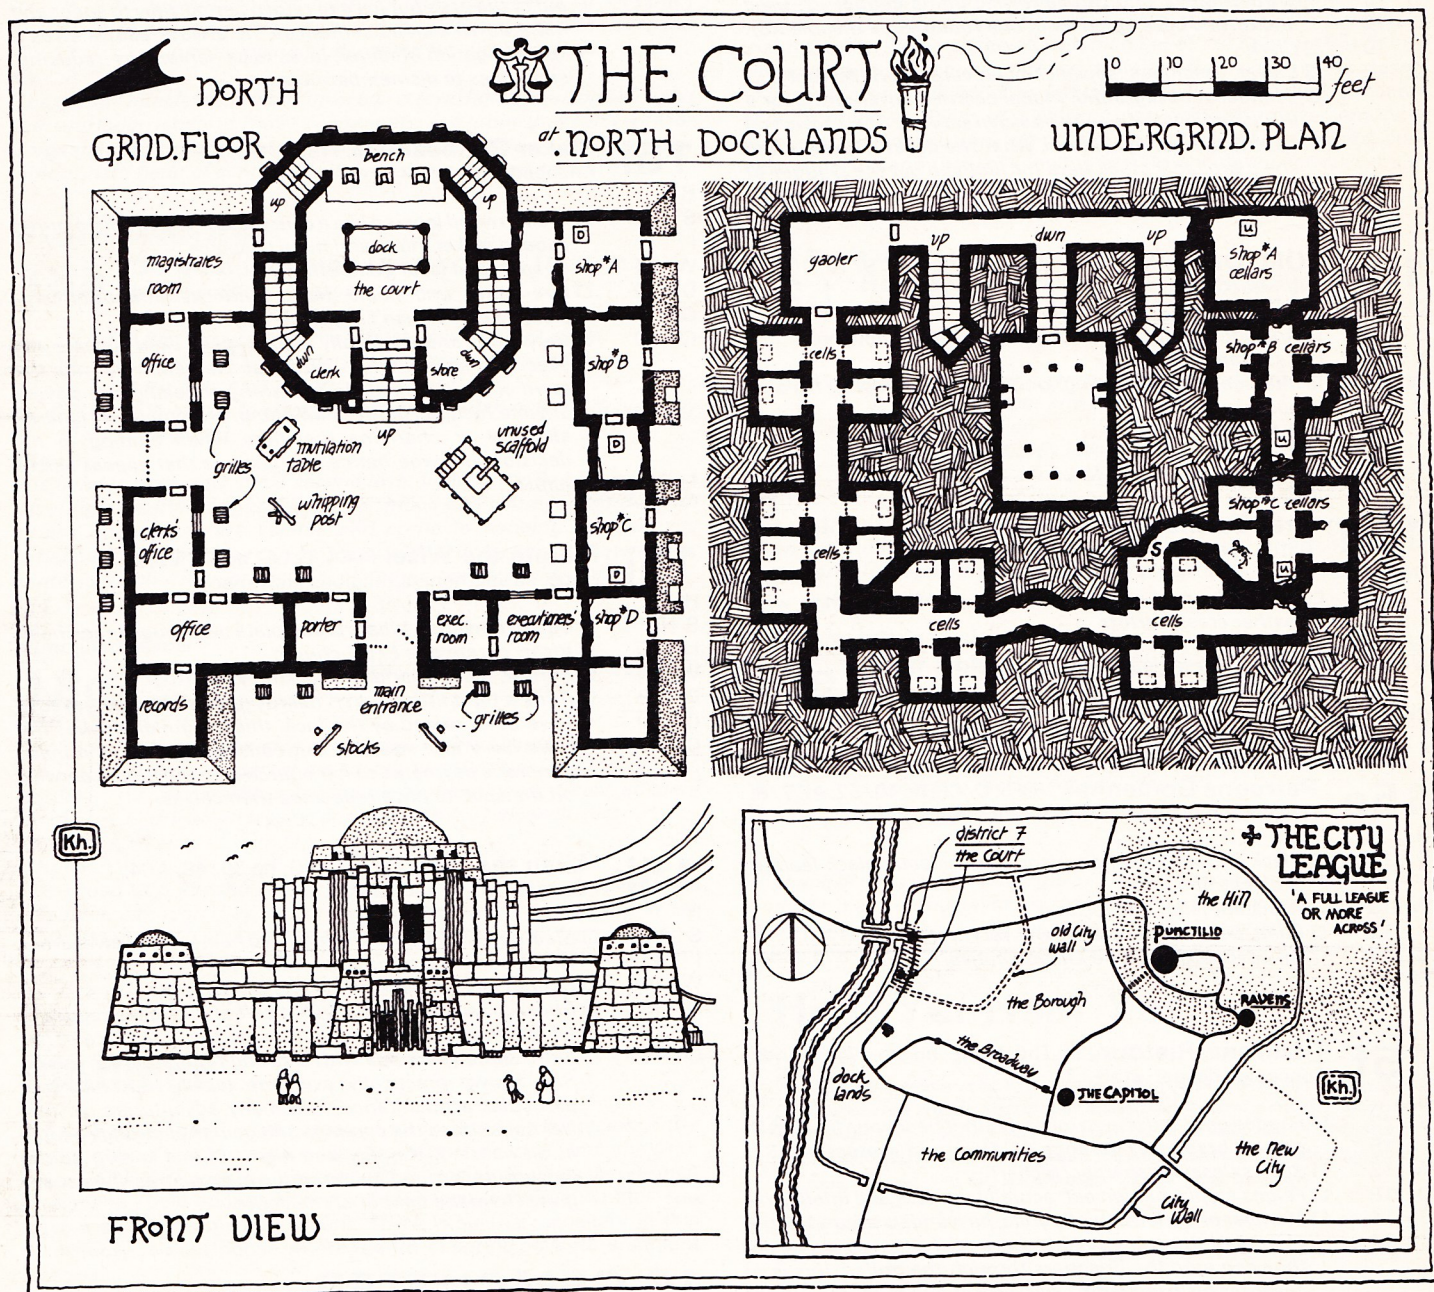 NORTH
THE COURT
at. NORTH DOCKLANDS
0 10 20 30 40 feet
GRND. FLOOR
UNDERGRND. PLAN
bench
up
up
dock
the court
magistrates
room
D
shop*A
office
dwn
clerk
dwn
store
shop*B
up
grilles
mutilation
table
unused
scaffold
D
whipping
post
clerks'
office
shop*C
D
office
porter
exec.
room
executioners'
room
shop*D
records
main
entrance
grilles
stocks
gaoler
up
dwn
up
u
shop*A
cellars
cells
shop*B cellars
u
shop*C cellars
cells
S
u
cells
cells
Kh.
FRONT VIEW
district 7
the Court
THE CITY
LEAGUE
'A FULL LEAGUE
OR MORE
ACROSS'
the Hill
old City
wall
PUNCTILIO
the Borough
RAVENS
the Broadway
dock
lands
THE CAPITOL
Kh.
the Communities
the New
City
City
Wall